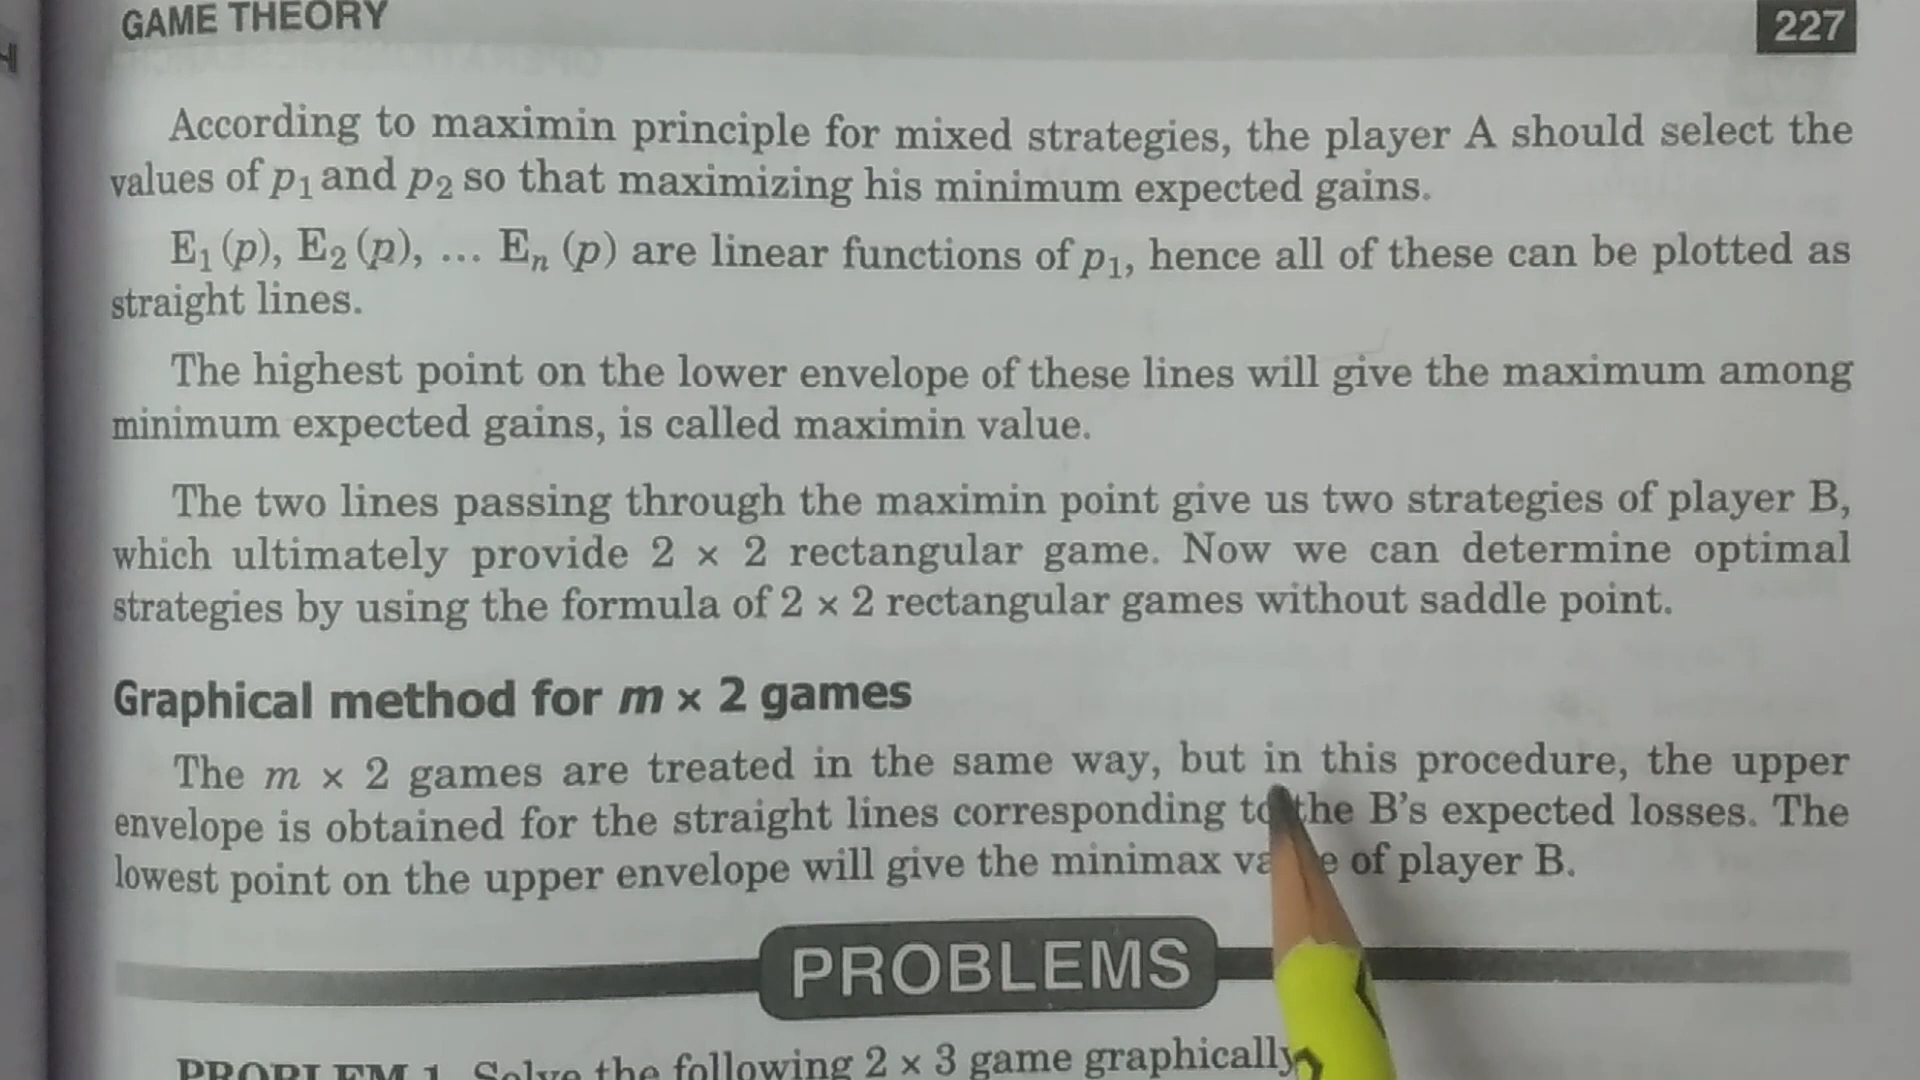 GAME THEORY
227
According to maximin principle for mixed strategies, the player A should select the
values of p₁ and p₂ so that maximizing his minimum expected gains.
E₁ (p), E₂ (p), ... Eₙ (p) are linear functions of p₁, hence all of these can be plotted as
straight lines.
The highest point on the lower envelope of these lines will give the maximum among
minimum expected gains, is called maximin value.
The two lines passing through the maximin point give us two strategies of player B,
which ultimately provide 2 × 2 rectangular game. Now we can determine optimal
strategies by using the formula of 2 × 2 rectangular games without saddle point.
Graphical method for m × 2 games
The m × 2 games are treated in the same way, but in this procedure, the upper
envelope is obtained for the straight lines corresponding to the B's expected losses. The
lowest point on the upper envelope will give the minimax of player B.
PROBLEMS
PROBLEM 1. Solve the following 2 × 3 game graphically